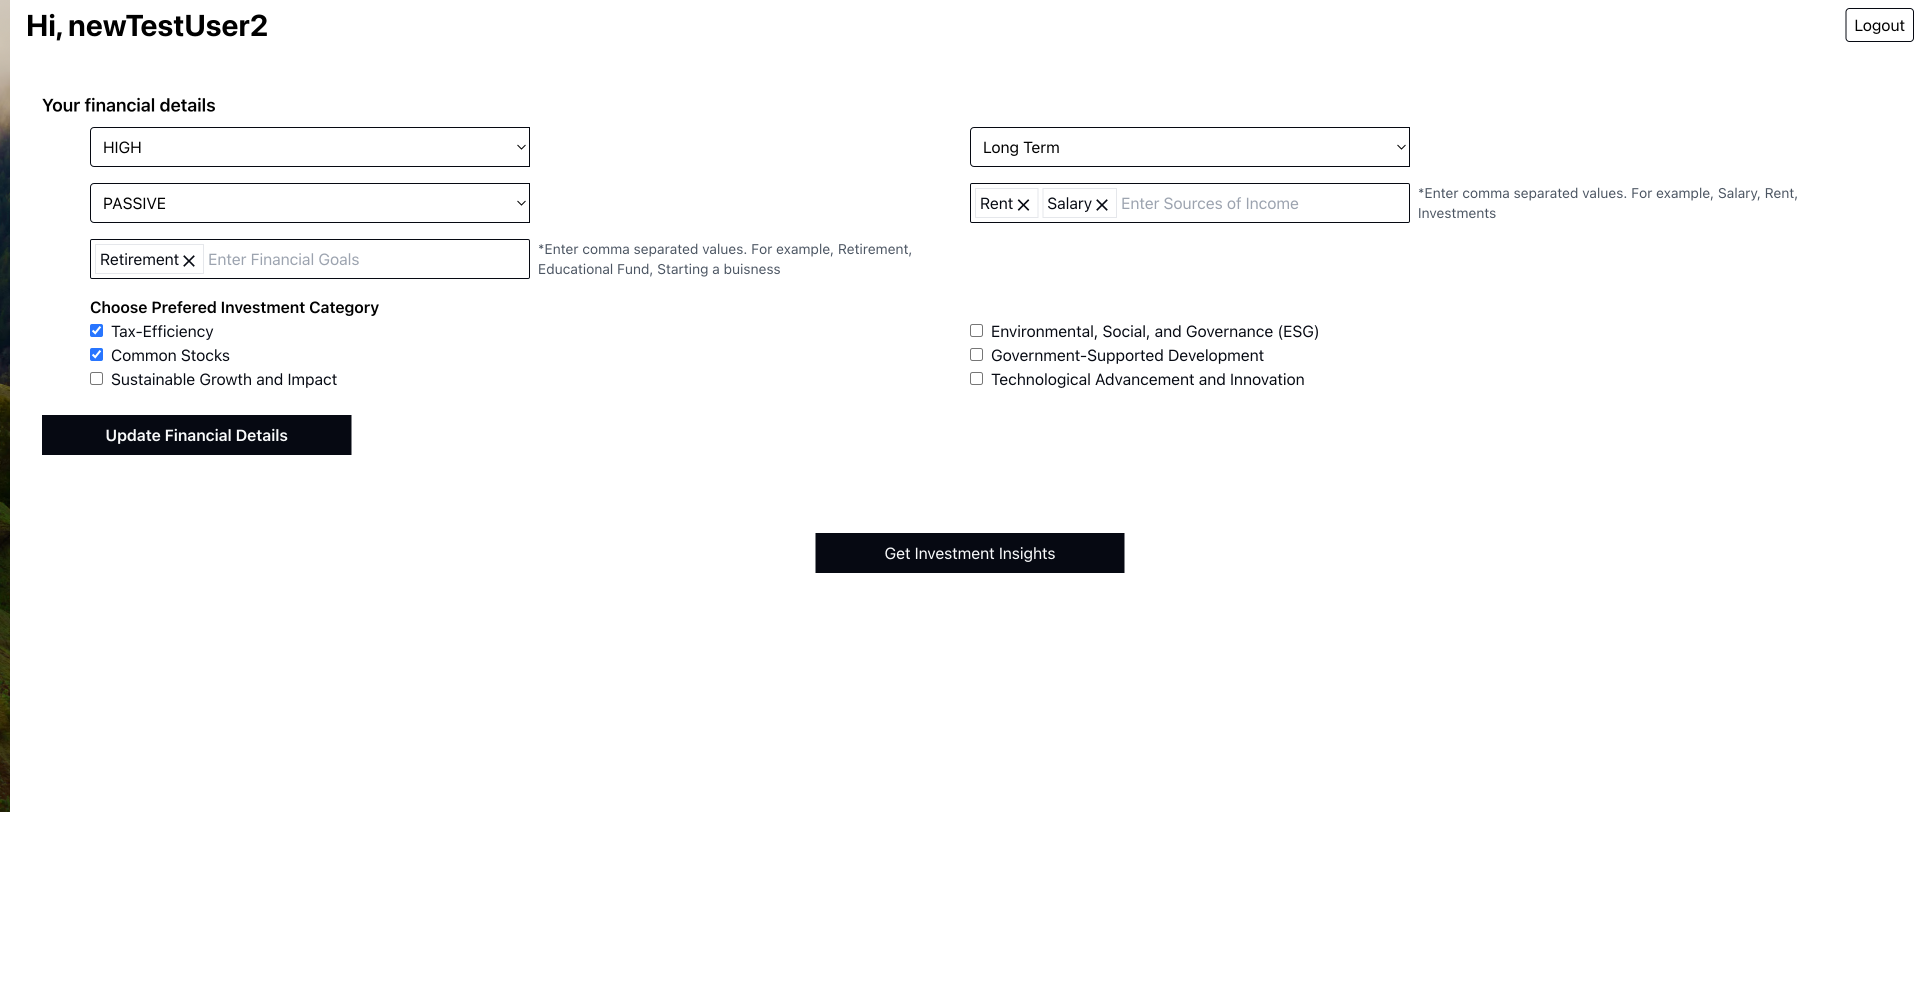 Hi, newTestUser2
Logout
Your financial details
HIGH
Long Term
PASSIVE
Rent Salary Enter Sources of Income
*Enter comma separated values. For example, Salary, Rent,
Investments
Retirement Enter Financial Goals
*Enter comma separated values. For example, Retirement,
Educational Fund, Starting a buisness
Choose Prefered Investment Category
Tax-Efficiency
Environmental, Social, and Governance (ESG)
Common Stocks
Government-Supported Development
Sustainable Growth and Impact
Technological Advancement and Innovation
Update Financial Details
Get Investment Insights